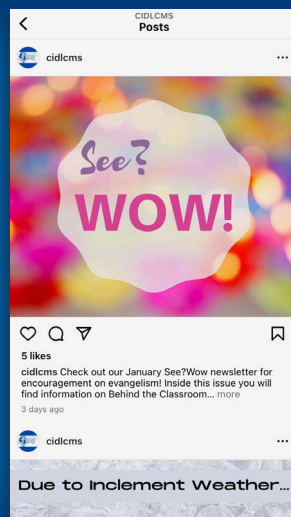 CIDLCMS
Posts
cidlcms
See?
WOW!
5 likes
cidlcms Check out our January See?Wow newsletter for
encouragement on evangelism! Inside this issue you will
find information on Behind the Classroom... more
3 days ago
cidlcms
Due to Inclement Weather...